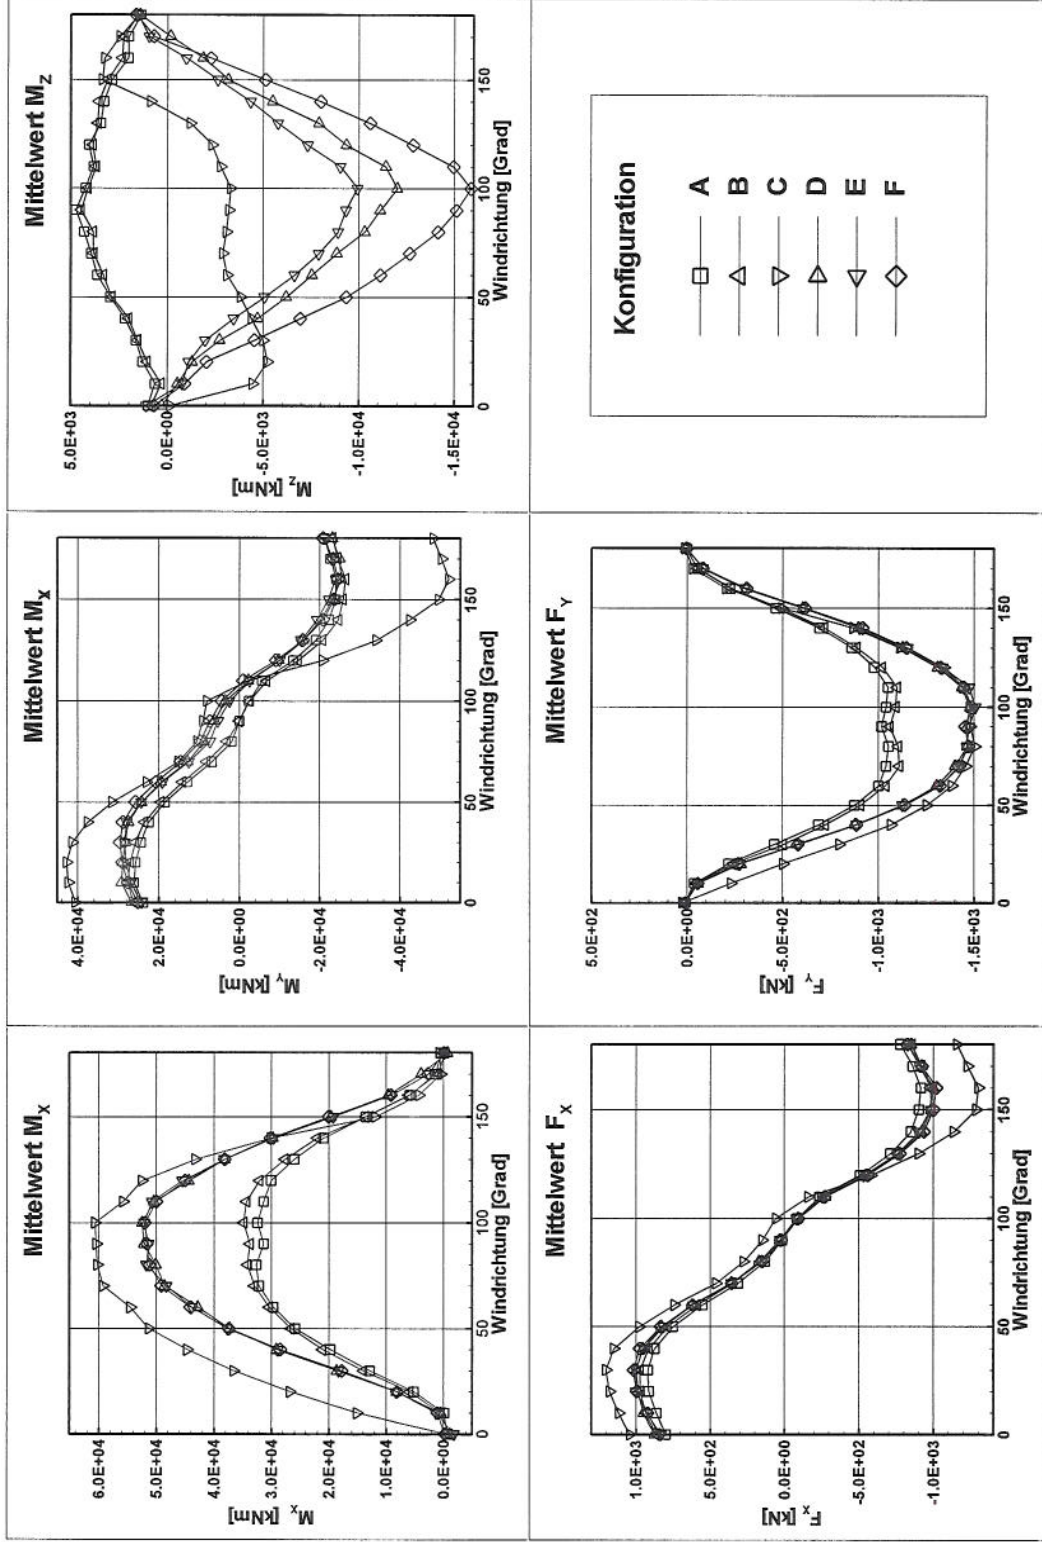 Mittelwert M_X
6.0E+04
5.0E+04
4.0E+04
3.0E+04
2.0E+04
1.0E+04
0.0E+00
M_X [kNm]
0
50
100
150
Windrichtung [Grad]
Mittelwert M_X
4.0E+04
2.0E+04
0.0E+00
-2.0E+04
-4.0E+04
M_Y [kNm]
0
50
100
150
Windrichtung [Grad]
Mittelwert M_Z
5.0E+03
0.0E+00
-5.0E+03
-1.0E+04
-1.5E+04
M_Z [kNm]
0
50
100
150
Windrichtung [Grad]
Mittelwert F_X
1.0E+03
5.0E+02
0.0E+00
-5.0E+02
-1.0E+03
F_X [kN]
0
50
100
150
Windrichtung [Grad]
Mittelwert F_Y
5.0E+02
0.0E+00
-5.0E+02
-1.0E+03
-1.5E+03
F_Y [kN]
0
50
100
150
Windrichtung [Grad]
Konfiguration
A
B
C
D
E
F